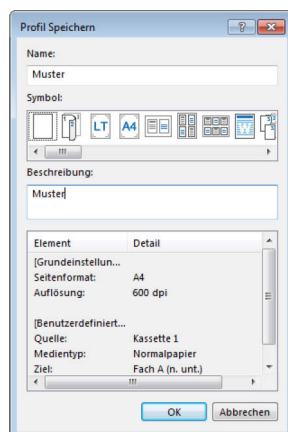 Profil Speichern
Name:
Muster
Symbol:
LT A4
Beschreibung:
Muster
Element Detail
[Grundeinstellun...
Seitenformat: A4
Auflösung: 600 dpi
[Benutzerdefiniert...
Quelle: Kassette 1
Medientyp: Normalpapier
Ziel: Fach A (n. unt.)
OK Abbrechen